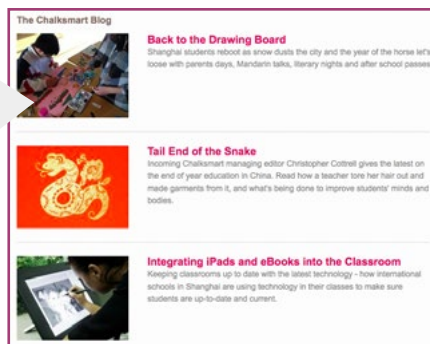 The Chalksmart Blog
Back to the Drawing Board
Shanghai students reboot as snow dusts the city and the year of the horse let's
loose with parents days, Mandarin talks, literary nights and after school passes
Tail End of the Snake
Incoming Chalksmart managing editor Christopher Cottrell gives the latest on
the end of year education in China. Read how a teacher tore her hair out and
made garments from it, and what's being done to improve students' minds and
bodies.
Integrating iPads and eBooks into the Classroom
Keeping classrooms up to date with the latest technology - how international
schools in Shanghai are using technology in their classes to make sure
students are up-to-date and current.